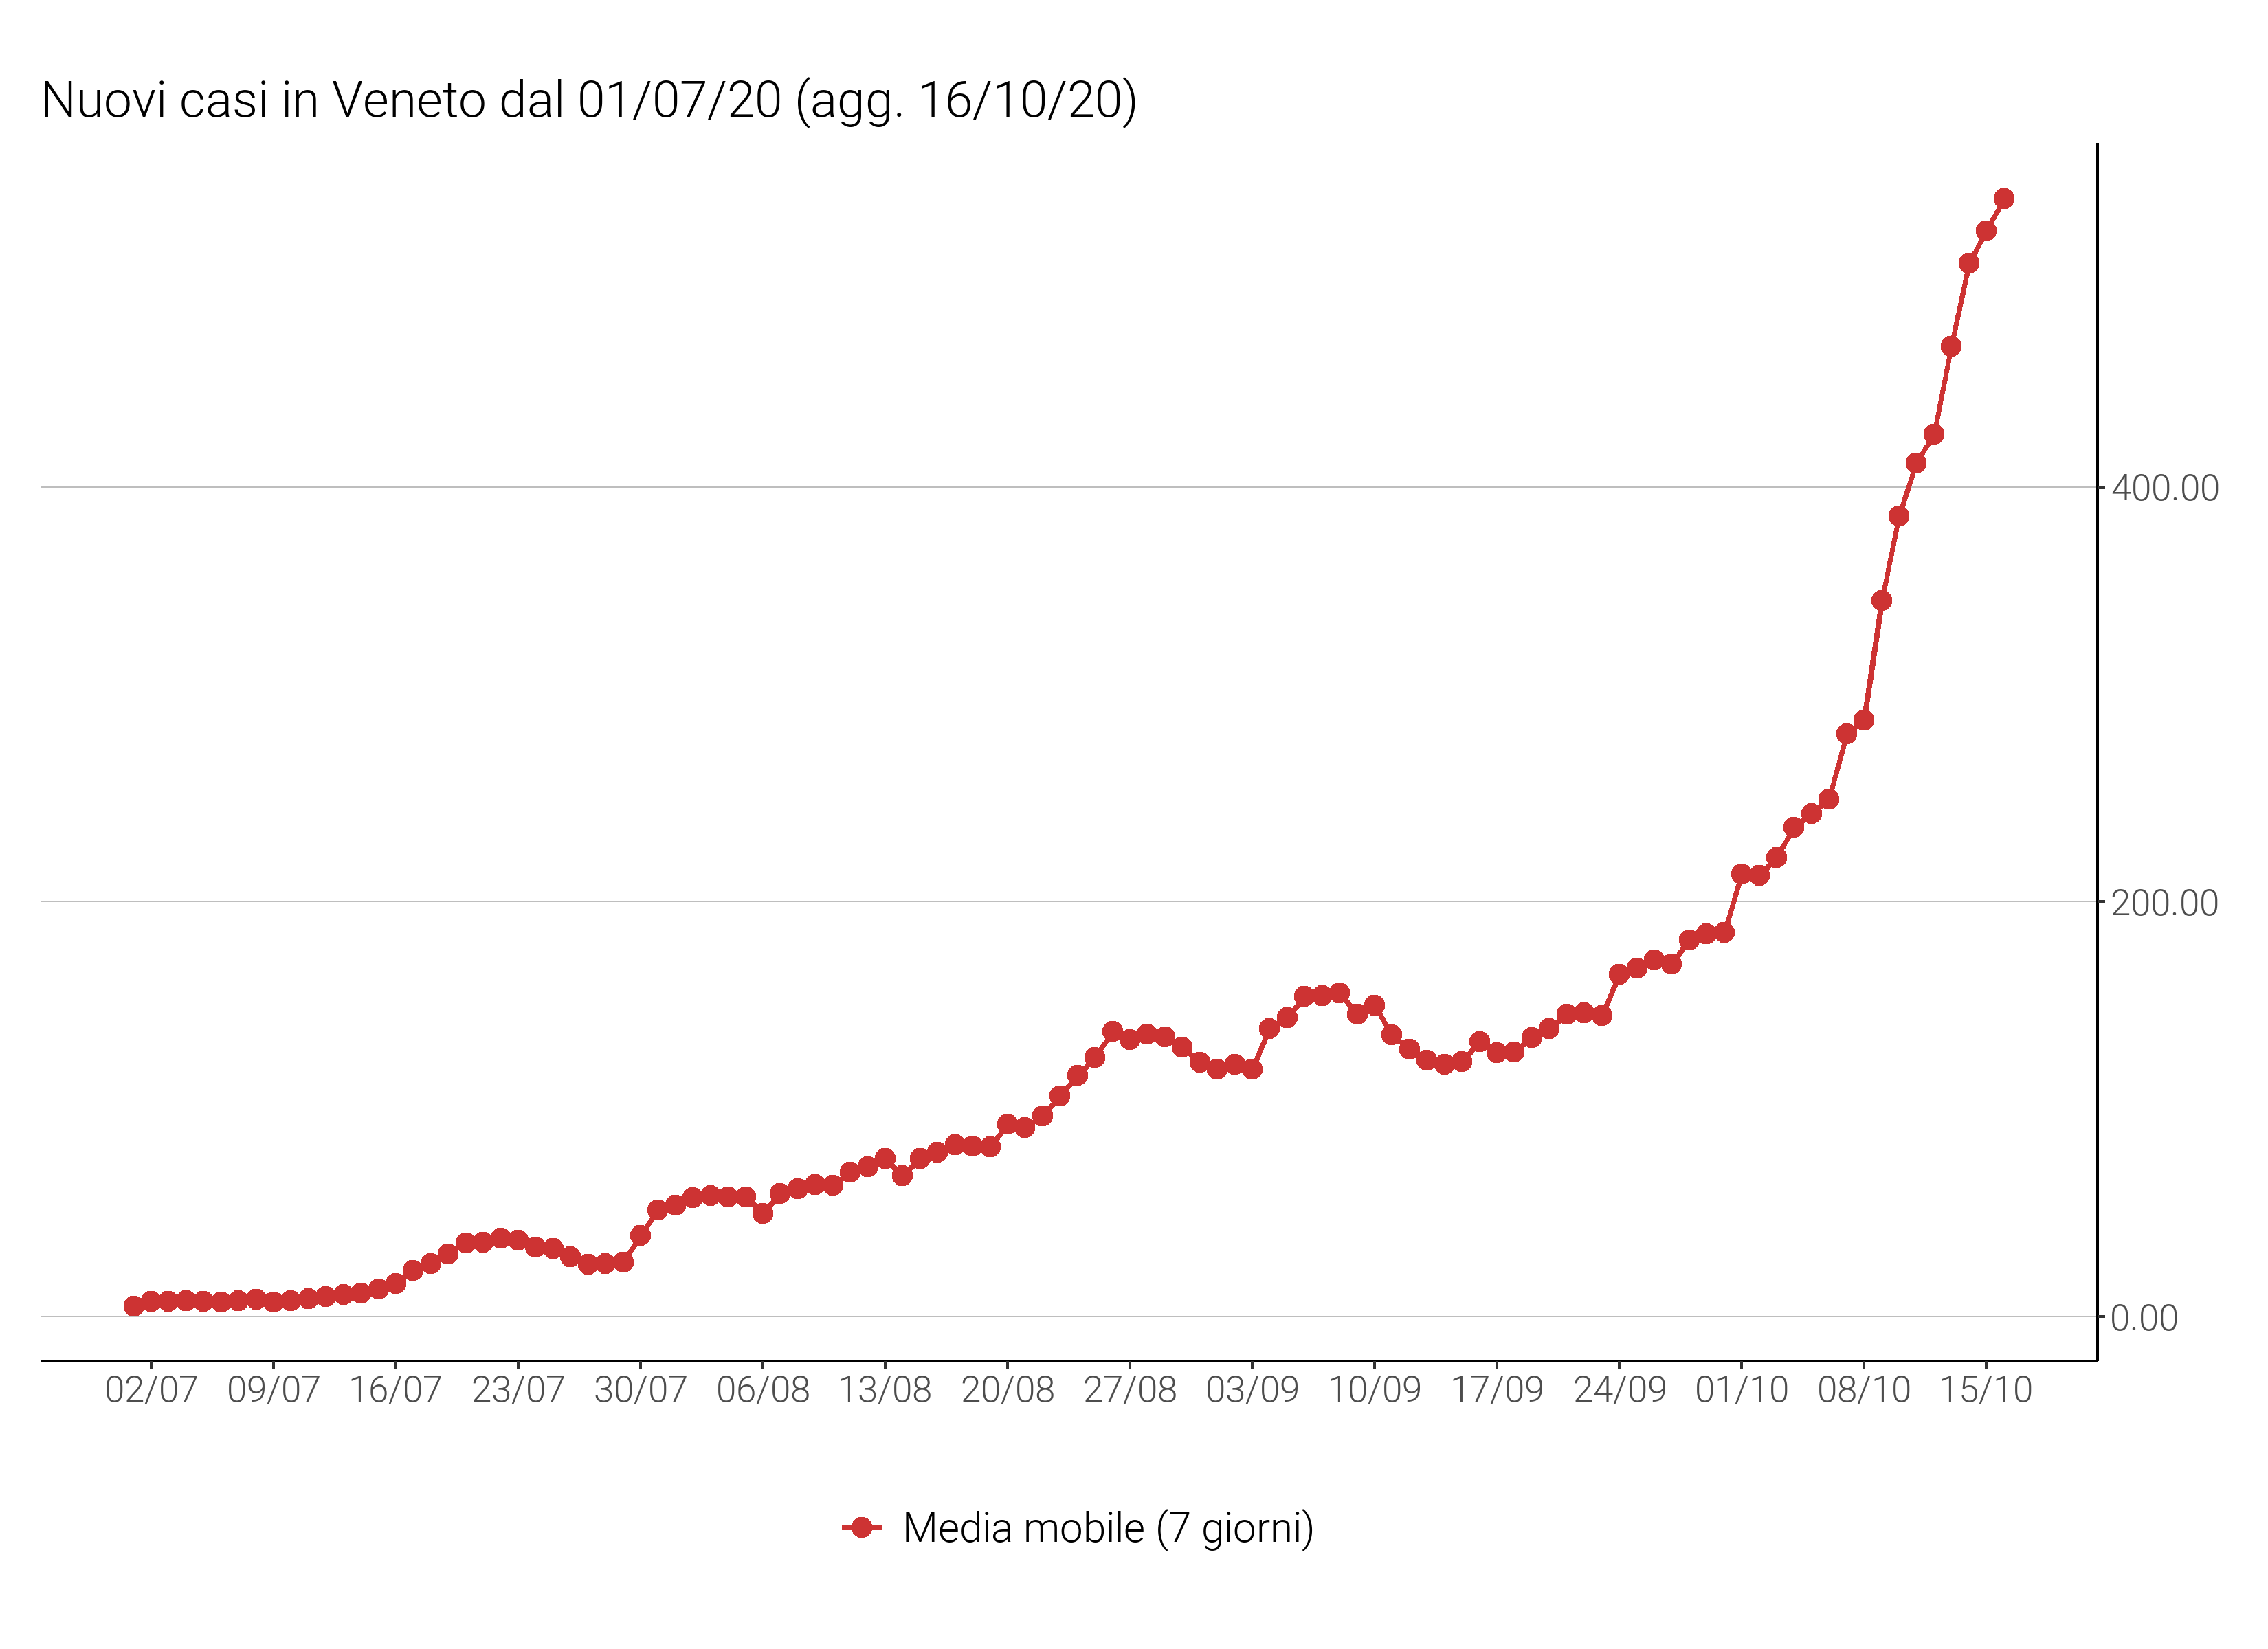 Nuovi casi in Veneto dal 01/07/20 (agg. 16/10/20)
400.00
200.00
0.00
02/07 09/07 16/07 23/07 30/07 06/08 13/08 20/08 27/08 03/09 10/09 17/09 24/09 01/10 08/10 15/10
Media mobile (7 giorni)